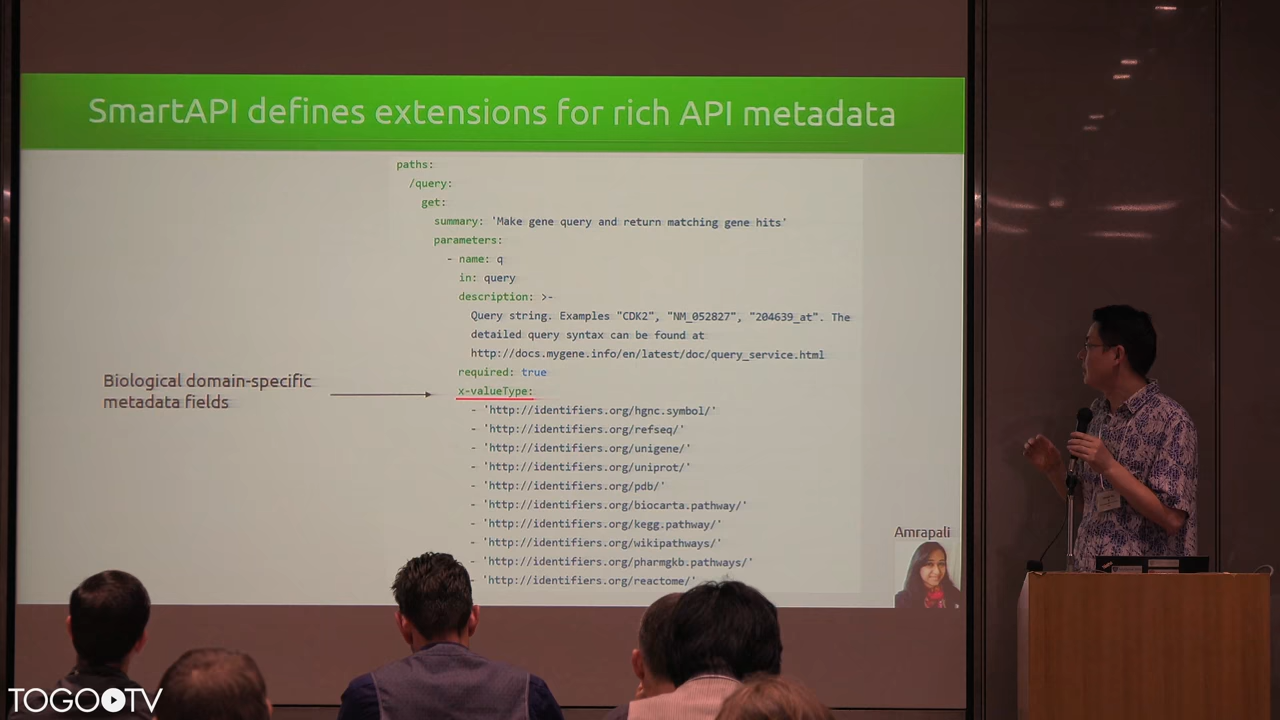 SmartAPI defines extensions for rich API metadata
paths:
/query:
get:
summary: 'Make gene query and return matching gene hits'
parameters:
- name: q
in: query
description: >-
Query string. Examples "CDK2", "NM_052827", "204639_at". The
detailed query syntax can be found at
http://docs.mygene.info/en/latest/doc/query_service.html
required: true
x-valueType:
- 'http://identifiers.org/hgnc.symbol/'
- 'http://identifiers.org/refseq/'
- 'http://identifiers.org/unigene/'
- 'http://identifiers.org/uniprot/'
- 'http://identifiers.org/pdb/'
- 'http://identifiers.org/biocarta.pathway/'
- 'http://identifiers.org/kegg.pathway/'
- 'http://identifiers.org/wikipathways/'
- 'http://identifiers.org/pharmgkb.pathways/'
- 'http://identifiers.org/reactome/'
Biological domain-specific
metadata fields
Amrapali
TOGOTV